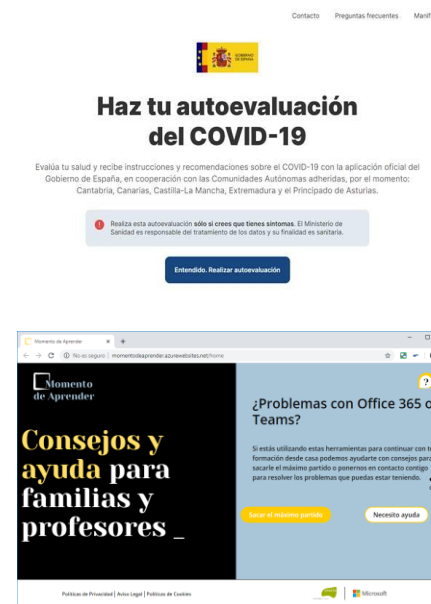 Contacto Preguntas frecuentes Manif
GOBIERNO DE ESPAÑA
Haz tu autoevaluación
del COVID-19
Evalúa tu salud y recibe instrucciones y recomendaciones sobre el COVID-19 con la aplicación oficial del
Gobierno de España, en cooperación con las Comunidades Autónomas adheridas, por el momento:
Cantabria, Canarias, Castilla-La Mancha, Extremadura y el Principado de Asturias.
Realiza esta autoevaluación sólo si crees que tienes síntomas. El Ministerio de
Sanidad es responsable del tratamiento de los datos y su finalidad es sanitaria.
Entendido. Realizar autoevaluación
Momento de Aprender
No es seguro | momentodeaprender.azurewebsites.net/home
Momento
de Aprender
?
¿Problemas con Office 365 o
Teams?
Consejos y
ayuda para
familias y
profesores _
Si estás utilizando estas herramientas para continuar con tu
formación desde casa podemos ayudarte con consejos para
sacarle el máximo partido o ponernos en contacto contigo
para resolver los problemas que puedas estar teniendo.
Sacar el máximo partido Necesito ayuda
Políticas de Privacidad | Aviso Legal | Políticas de Cookies
Microsoft